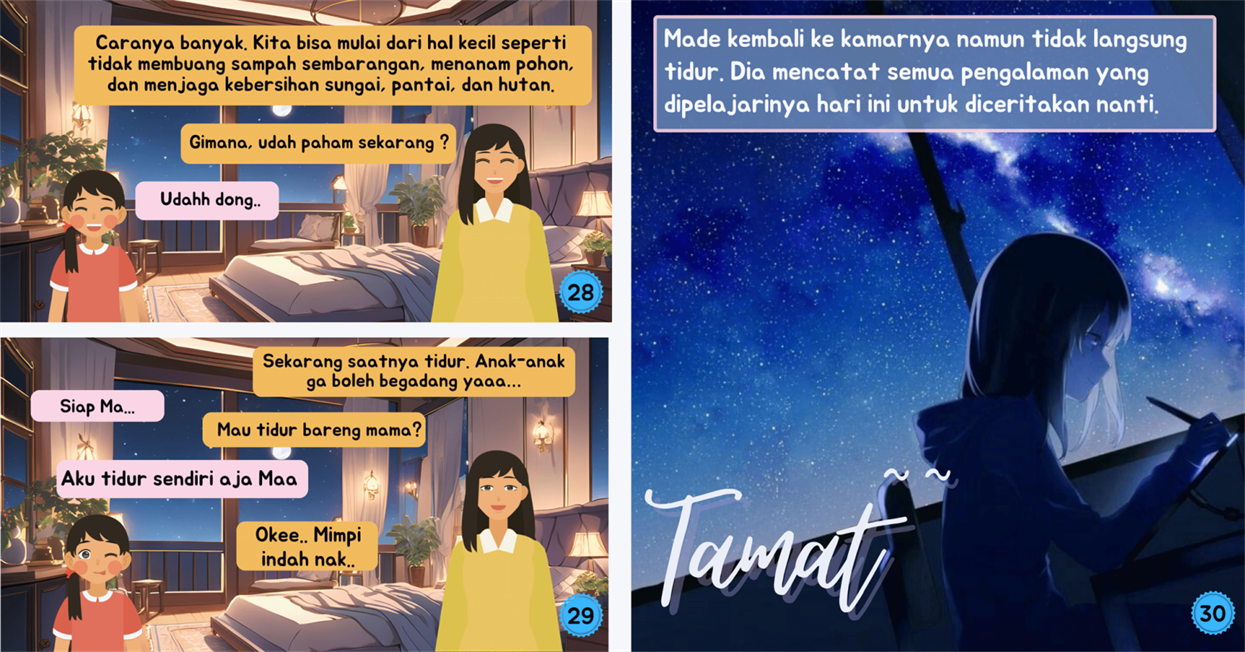 Caranya banyak. Kita bisa mulai dari hal kecil seperti
tidak membuang sampah sembarangan, menanam pohon,
dan menjaga kebersihan sungai, pantai, dan hutan.
Gimana, udah paham sekarang ?
Udahh dong..
28
Sekarang saatnya tidur. Anak-anak
ga boleh begadang yaaa...
Siap Ma...
Mau tidur bareng mama?
Aku tidur sendiri aja Maa
Okee.. Mimpi
indah nak..
29
Made kembali ke kamarnya namun tidak langsung
tidur. Dia mencatat semua pengalaman yang
dipelajarinya hari ini untuk diceritakan nanti.
Tamat ~ ~
30